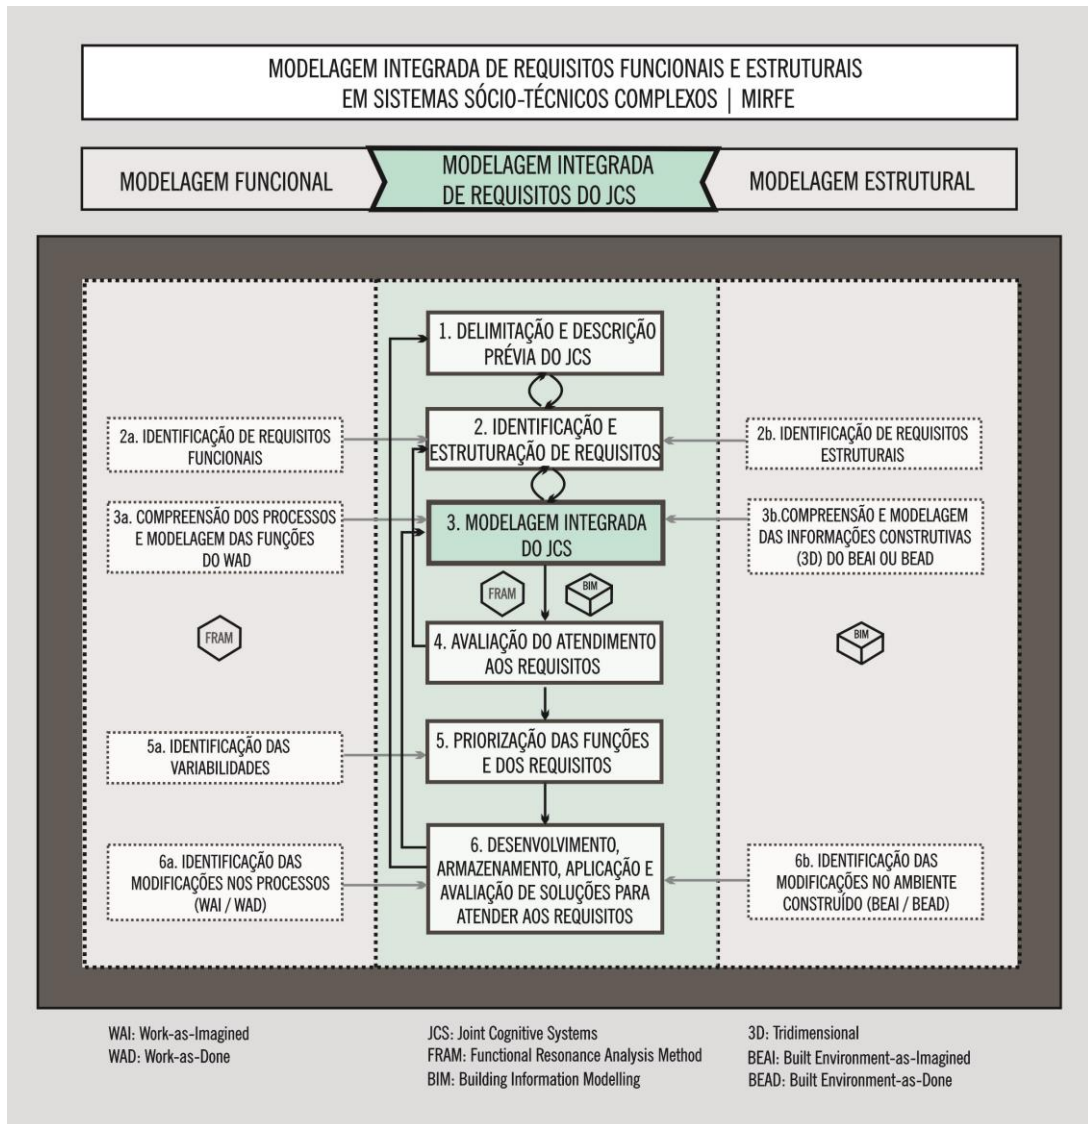 MODELAGEM INTEGRADA DE REQUISITOS FUNCIONAIS E ESTRUTURAIS
EM SISTEMAS SÓCIO-TÉCNICOS COMPLEXOS | MIRFE
MODELAGEM FUNCIONAL
MODELAGEM INTEGRADA
DE REQUISITOS DO JCS
MODELAGEM ESTRUTURAL
1. DELIMITAÇÃO E DESCRIÇÃO
PRÉVIA DO JCS
2a. IDENTIFICAÇÃO DE REQUISITOS
FUNCIONAIS
2. IDENTIFICAÇÃO E
ESTRUTURAÇÃO DE REQUISITOS
2b. IDENTIFICAÇÃO DE REQUISITOS
ESTRUTURAIS
3a. COMPREENSÃO DOS PROCESSOS
E MODELAGEM DAS FUNÇÕES
DO WAD
3. MODELAGEM INTEGRADA
DO JCS
3b.COMPREENSÃO E MODELAGEM
DAS INFORMAÇÕES CONSTRUTIVAS
(3D) DO BEAI OU BEAD
FRAM
BIM
FRAM
BIM
4. AVALIAÇÃO DO ATENDIMENTO
AOS REQUISITOS
5a. IDENTIFICAÇÃO DAS
VARIABILIDADES
5. PRIORIZAÇÃO DAS FUNÇÕES
E DOS REQUISITOS
6a. IDENTIFICAÇÃO DAS
MODIFICAÇÕES NOS PROCESSOS
(WAI / WAD)
6. DESENVOLVIMENTO,
ARMAZENAMENTO, APLICAÇÃO E
AVALIAÇÃO DE SOLUÇÕES PARA
ATENDER AOS REQUISITOS
6b. IDENTIFICAÇÃO DAS
MODIFICAÇÕES NO AMBIENTE
CONSTRUÍDO (BEAI / BEAD)
WAI: Work-as-Imagined
WAD: Work-as-Done
JCS: Joint Cognitive Systems
FRAM: Functional Resonance Analysis Method
BIM: Building Information Modelling
3D: Tridimensional
BEAI: Built Environment-as-Imagined
BEAD: Built Environment-as-Done